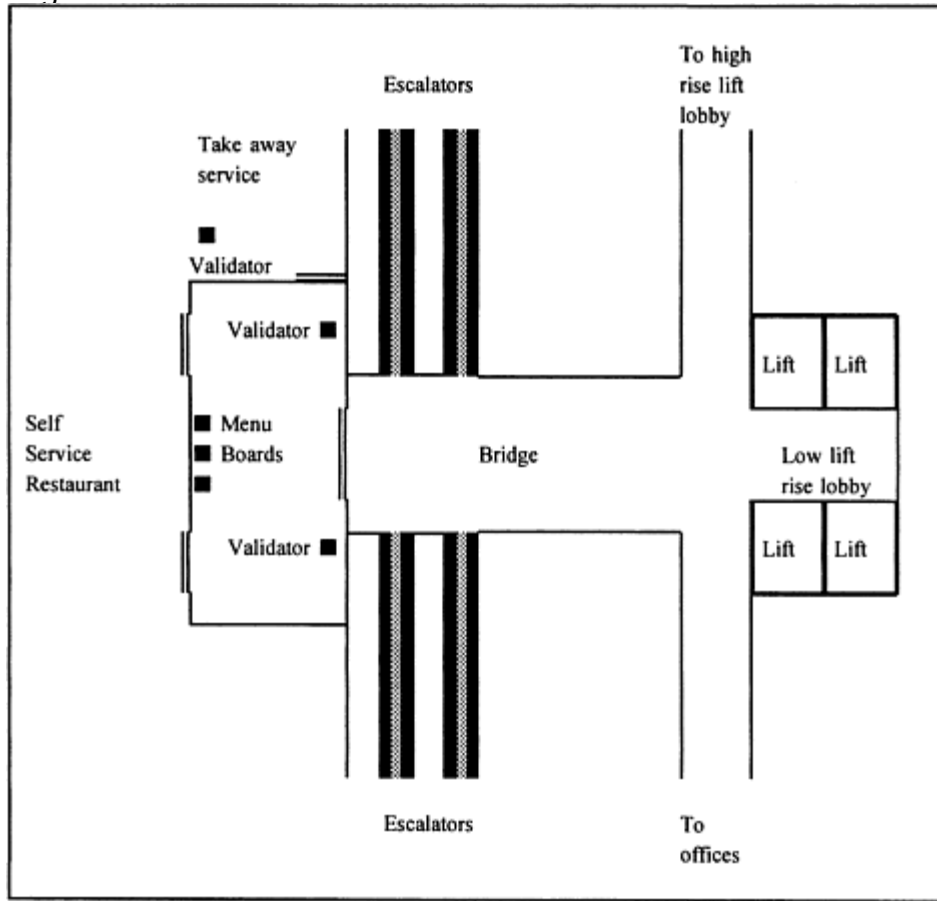 Escalators
To high
rise lift
lobby
Take away
service
Validator
Validator
Lift
Lift
Self
Service
Restaurant
Menu
Boards
Bridge
Low lift
rise lobby
Validator
Lift
Lift
Escalators
To
offices